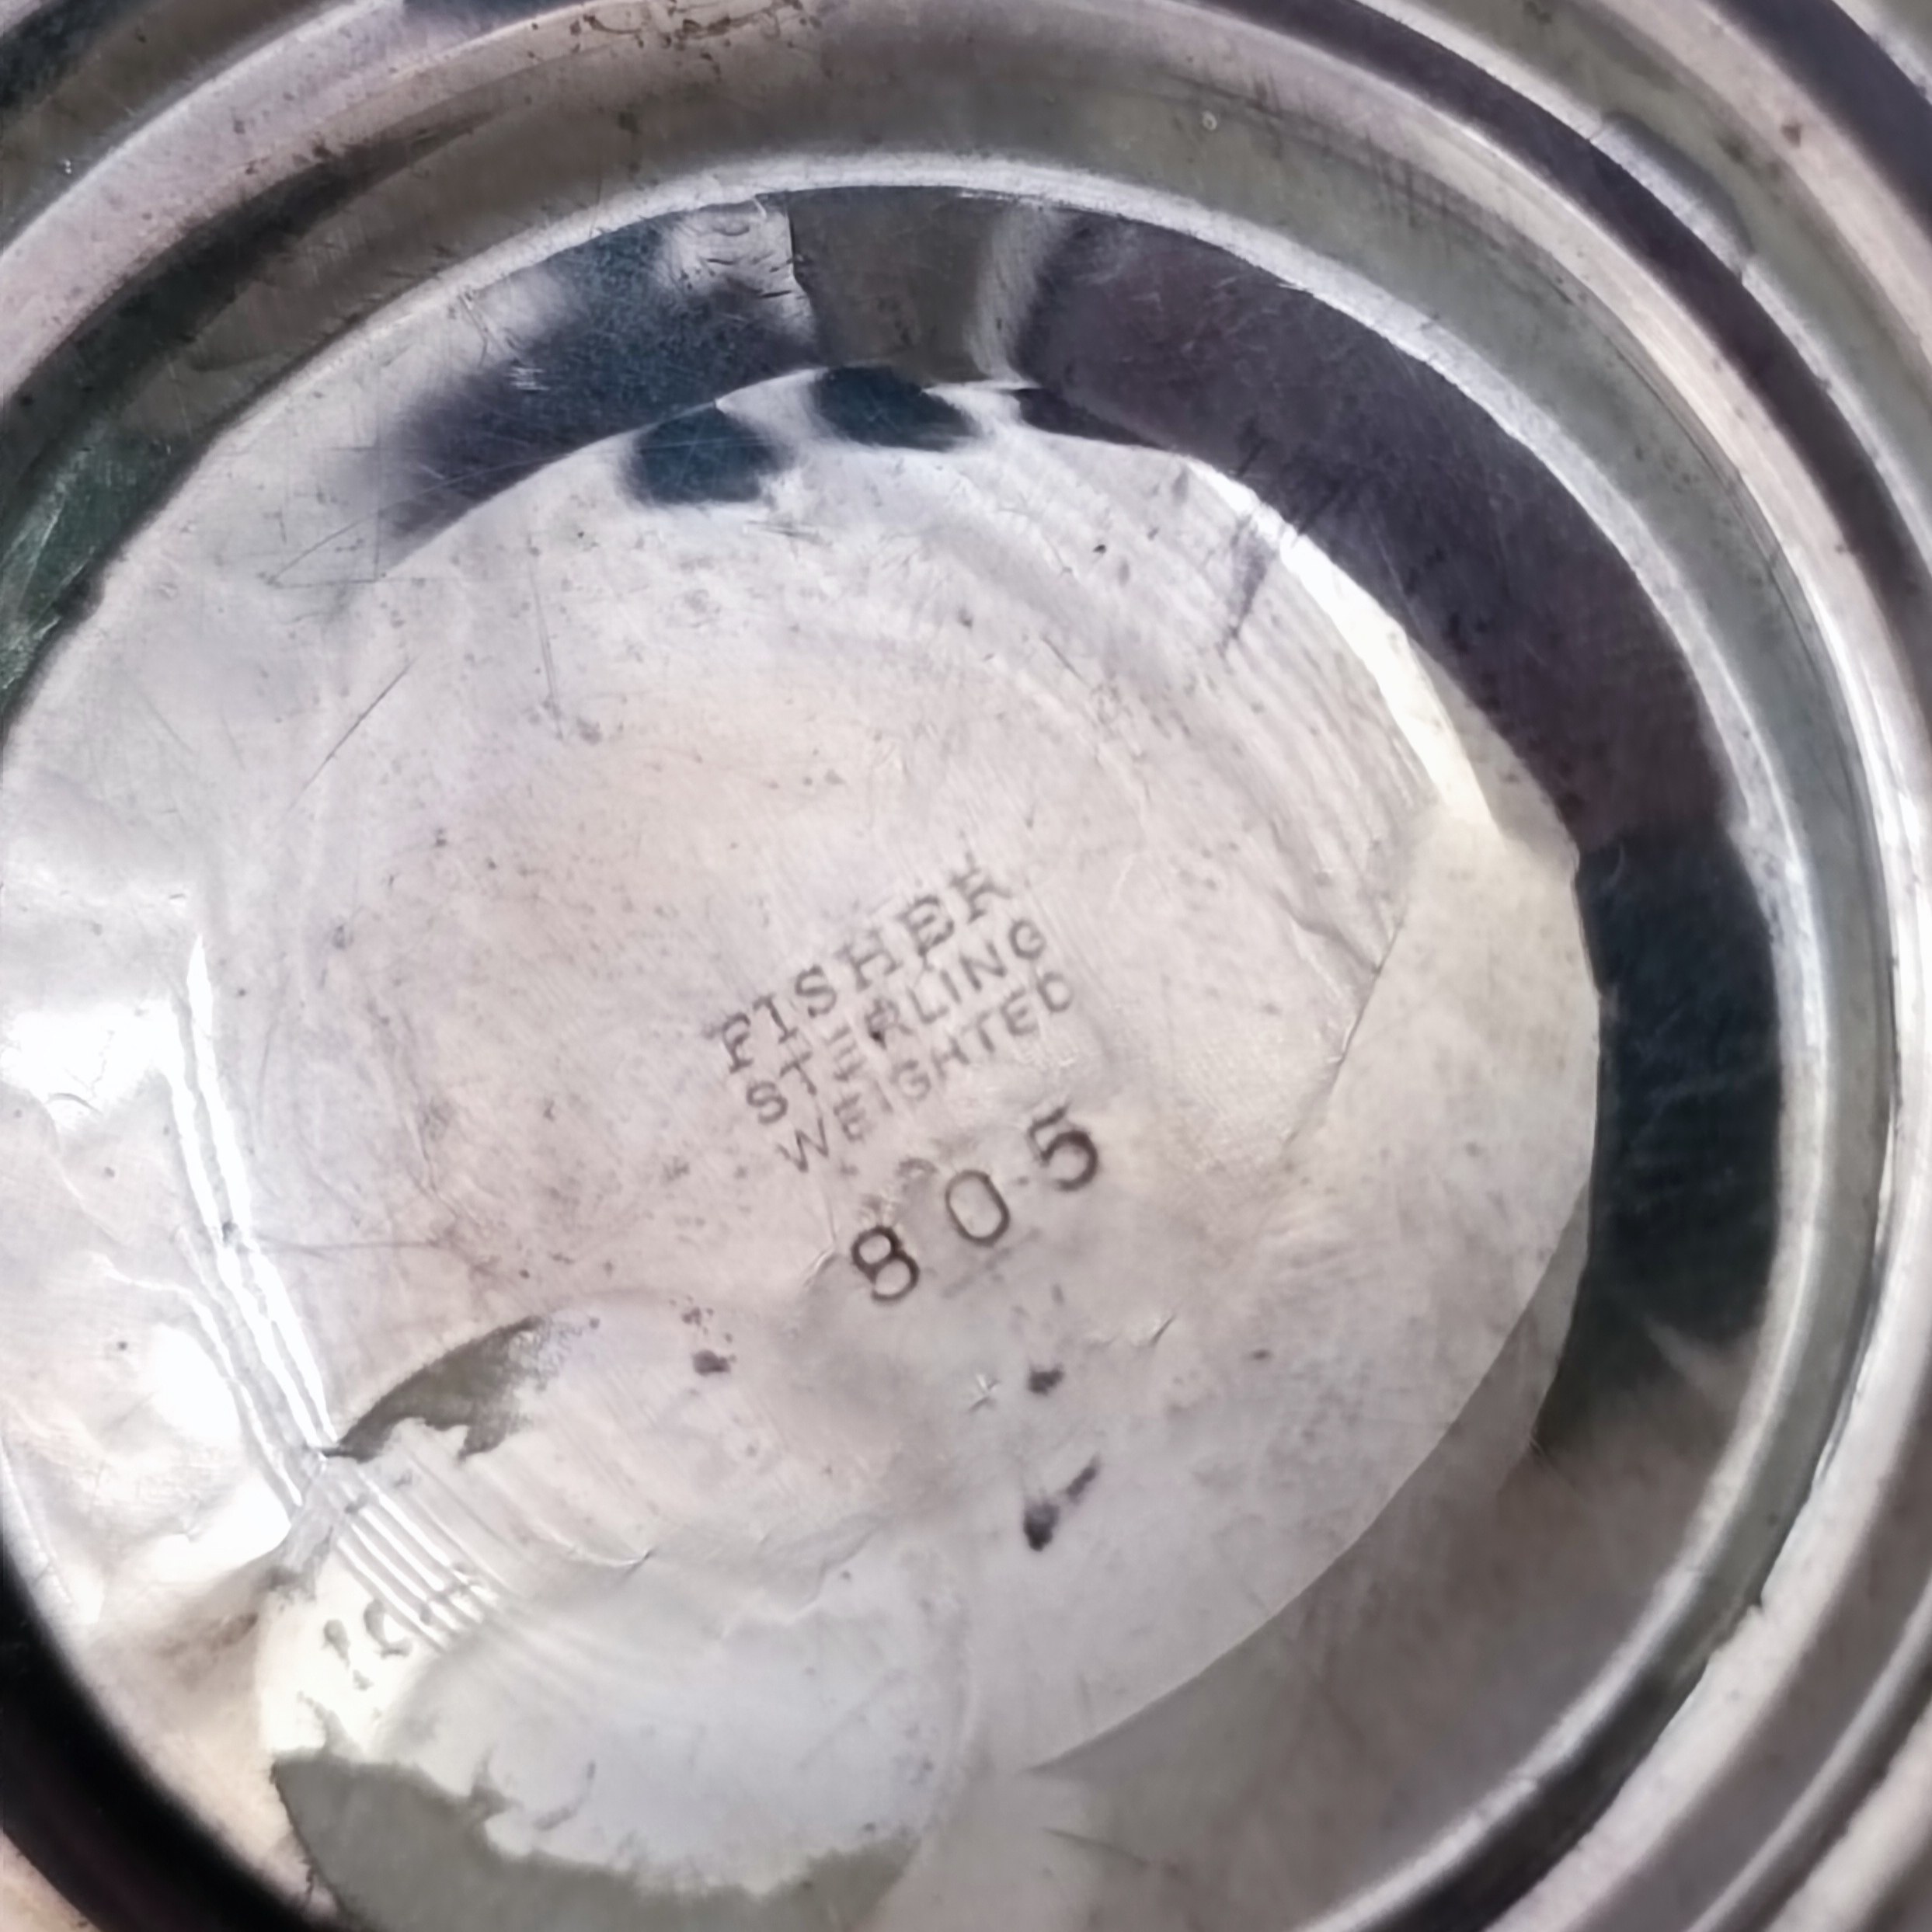 FISHER
STERLING
WEIGHTED
805